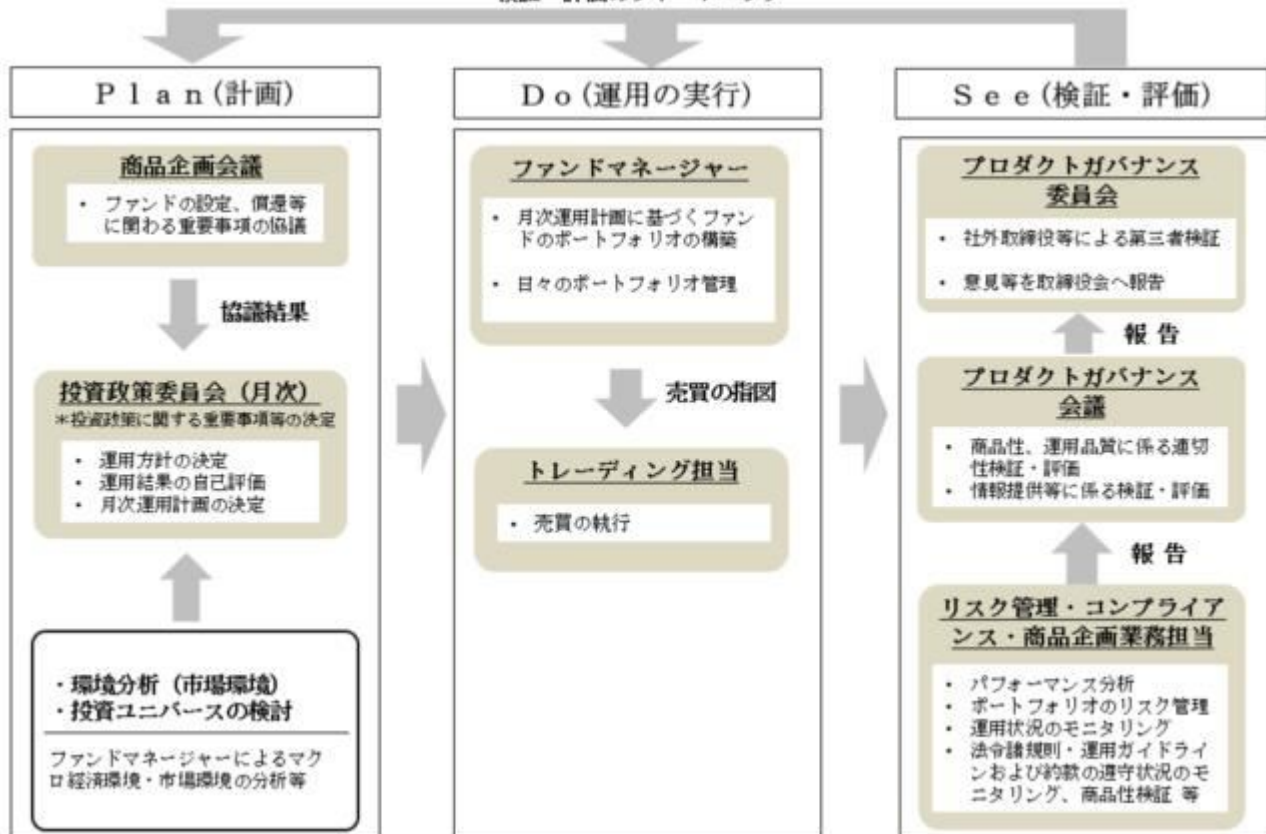 Plan(計画)
商品企画会議
・ ファンドの設定、償還等
に関わる重要事項の協議
協議結果
投資政策委員会（月次）
＊投資政策に関する重要事項等の決定
・ 運用方針の決定
・ 運用結果の自己評価
・ 月次運用計画の決定
・環境分析（市場環境）
・投資ユニバースの検討
ファンドマネージャーによるマク
ロ経済環境・市場環境の分析等
Do(運用の実行)
ファンドマネージャー
・ 月次運用計画に基づくファン
ドのポートフォリオの構築
・ 日々のポートフォリオ管理
売買の指図
トレーディング担当
・ 売買の執行
See(検証・評価)
プロダクトガバナンス
委員会
・ 社外取締役等による第三者検証
・ 意見等を取締役会へ報告
報告
プロダクトガバナンス
会議
・ 商品性、運用品質に係る適切
性検証・評価
・ 情報提供等に係る検証・評価
報告
リスク管理・コンプライア
ンス・商品企画業務担当
・ パフォーマンス分析
・ ポートフォリオのリスク管理
・ 運用状況のモニタリング
・ 法令諸規則・運用ガイドライ
ンおよび約款の遵守状況のモ
ニタリング、商品性検証 等